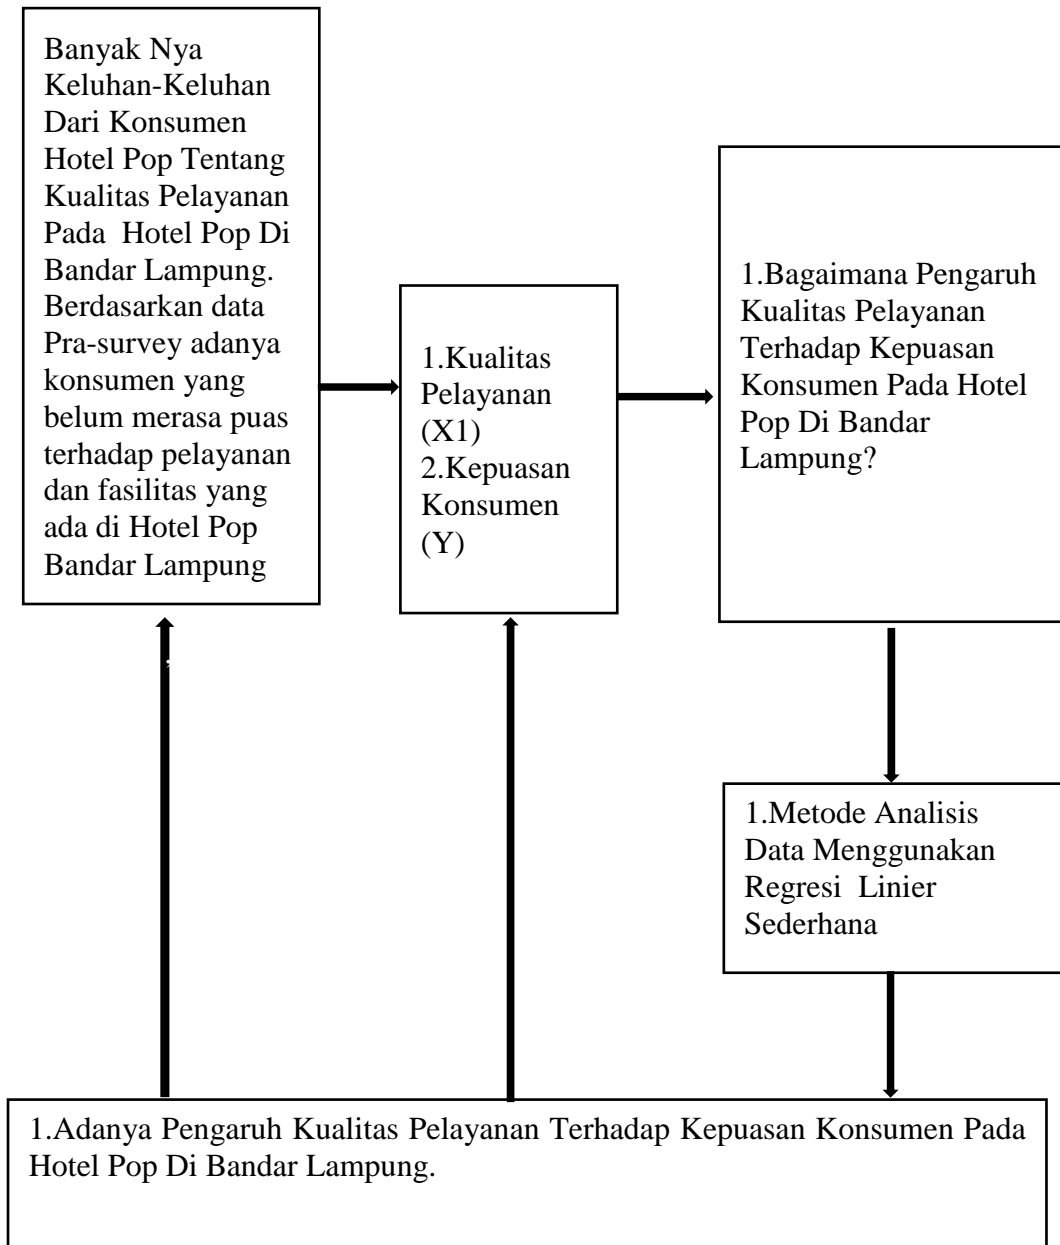 Banyak Nya
Keluhan-Keluhan
Dari Konsumen
Hotel Pop Tentang
Kualitas Pelayanan
Pada  Hotel Pop Di
Bandar Lampung.
Berdasarkan data
Pra-survey adanya
konsumen yang
belum merasa puas
terhadap pelayanan
dan fasilitas yang
ada di Hotel Pop
Bandar Lampung
1.Kualitas
Pelayanan
(X1)
2.Kepuasan
Konsumen
(Y)
1.Bagaimana Pengaruh
Kualitas Pelayanan
Terhadap Kepuasan
Konsumen Pada Hotel
Pop Di Bandar
Lampung?
1.Metode Analisis
Data Menggunakan
Regresi  Linier
Sederhana
1.Adanya Pengaruh Kualitas Pelayanan Terhadap Kepuasan Konsumen Pada
Hotel Pop Di Bandar Lampung.